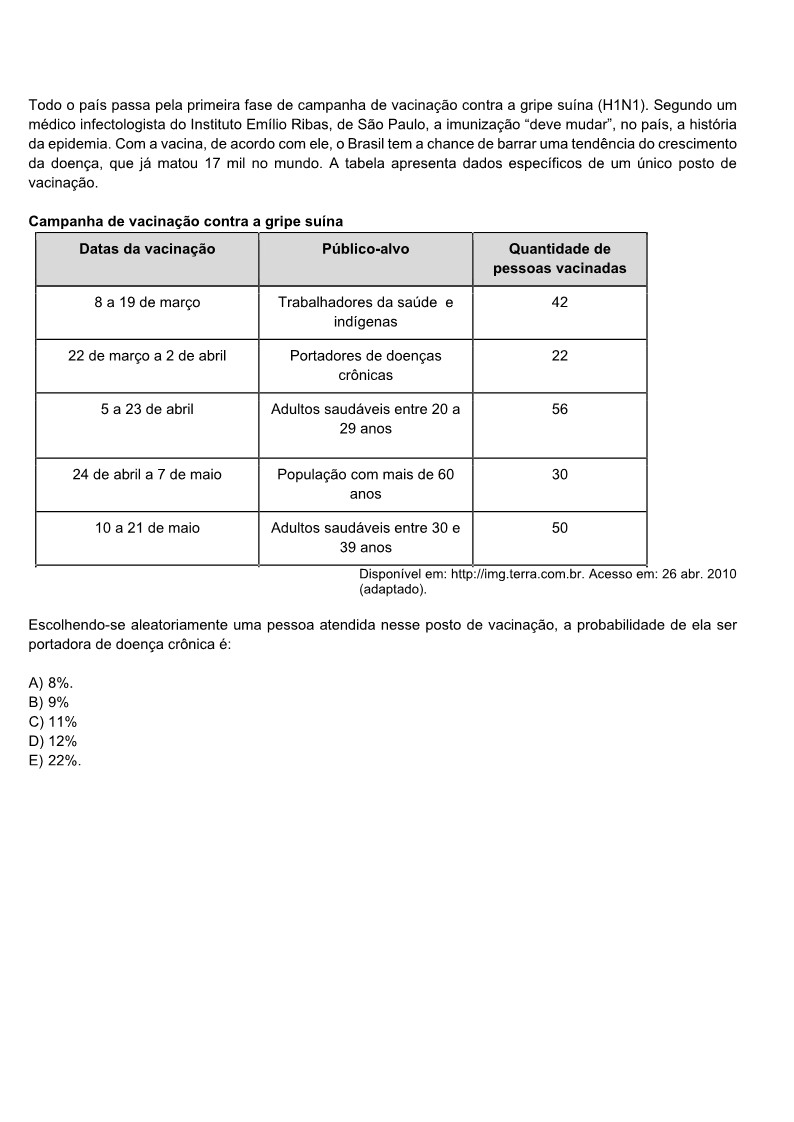 Todo o país passa pela primeira fase de campanha de vacinação contra a gripe suína (H1N1). Segundo um
médico infectologista do Instituto Emílio Ribas, de São Paulo, a imunização “deve mudar”, no país, a história
da epidemia. Com a vacina, de acordo com ele, o Brasil tem a chance de barrar uma tendência do crescimento
da doença, que já matou 17 mil no mundo. A tabela apresenta dados específicos de um único posto de
vacinação.
Campanha de vacinação contra a gripe suína
Datas da vacinação Público-alvo Quantidade de
pessoas vacinadas
8 a 19 de março Trabalhadores da saúde e 42
indígenas
22 de março a 2 de abril Portadores de doenças 22
crônicas
5 a 23 de abril Adultos saudáveis entre 20 a 56
29 anos
24 de abril a 7 de maio População com mais de 60 30
anos
10 a 21 de maio Adultos saudáveis entre 30 e 50
39 anos
Disponível em: http://img.terra.com.br. Acesso em: 26 abr. 2010
(adaptado).
Escolhendo-se aleatoriamente uma pessoa atendida nesse posto de vacinação, a probabilidade de ela ser
portadora de doença crônica é:
A) 8%.
B) 9%
C) 11%
D) 12%
E) 22%.